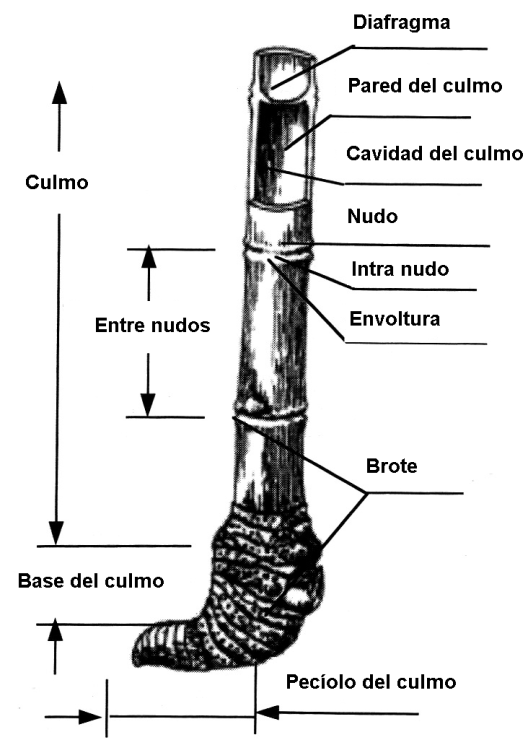 Diafragma
Pared del culmo
Cavidad del culmo
Culmo
Nudo
Intra nudo
Entre nudos
Envoltura
Brote
Base del culmo
Pecíolo del culmo